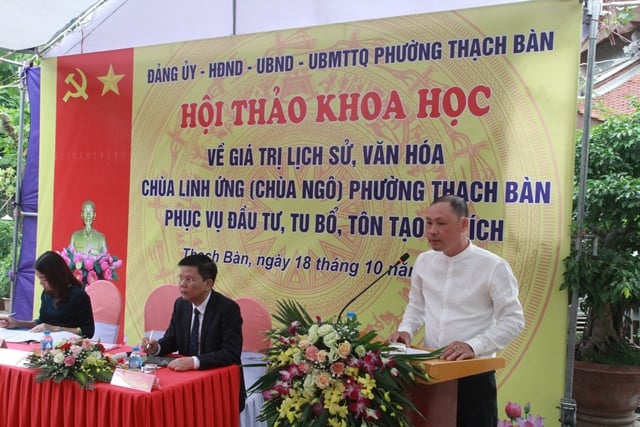 ĐẢNG ỦY - HĐND - UBND - UBMTTQ PHƯỜNG THẠCH BÀN
HỘI THẢO KHOA HỌC
VỀ GIÁ TRỊ LỊCH SỬ, VĂN HÓA
CHÙA LINH ỨNG (CHÙA NGÔ) PHƯỜNG THẠCH BÀN
PHỤC VỤ ĐẦU TƯ, TU BỔ, TÔN TẠO TÍCH
Thạch Bàn, ngày 18 tháng 10 năm